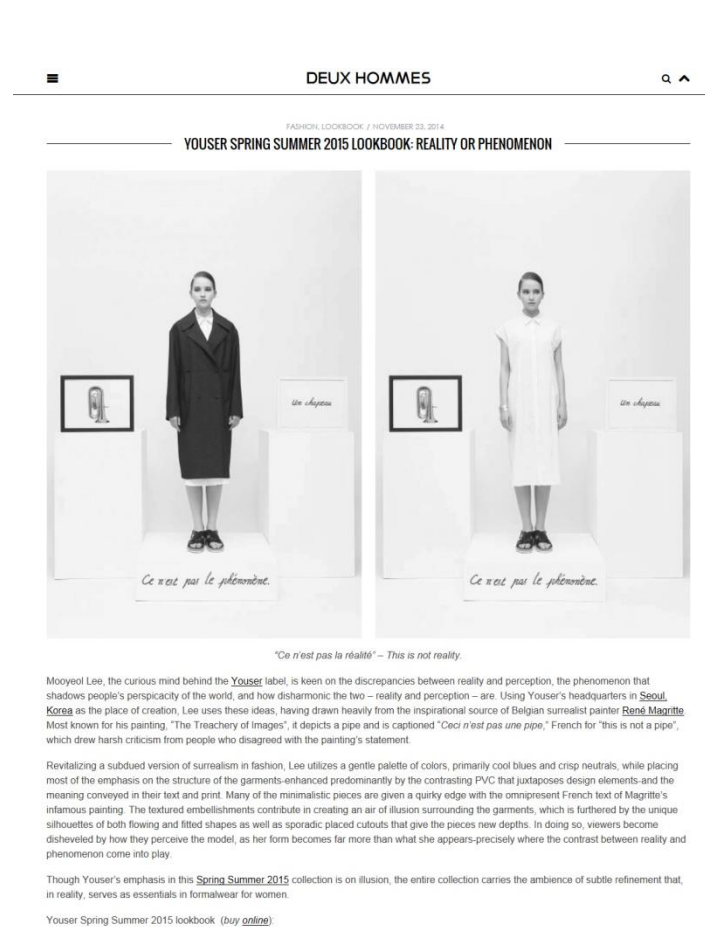 DEUX HOMMES
FASHION, LOOKBOOK / NOVEMBER 23, 2014
YOUSER SPRING SUMMER 2015 LOOKBOOK: REALITY OR PHENOMENON
Un chapeau
Un chapeau
Ce n'est pas le phénomène.
Ce n'est pas le phénomène.
"Ce n'est pas la réalité" – This is not reality.
Mooyeol Lee, the curious mind behind the Youser label, is keen on the discrepancies between reality and perception, the phenomenon that
shadows people's perspicacity of the world, and how disharmonic the two – reality and perception – are. Using Youser's headquarters in Seoul,
Korea as the place of creation, Lee uses these ideas, having drawn heavily from the inspirational source of Belgian surrealist painter René Magritte.
Most known for his painting, "The Treachery of Images", it depicts a pipe and is captioned "Ceci n'est pas une pipe," French for "this is not a pipe",
which drew harsh criticism from people who disagreed with the painting's statement.
Revitalizing a subdued version of surrealism in fashion, Lee utilizes a gentle palette of colors, primarily cool blues and crisp neutrals, while placing
most of the emphasis on the structure of the garments-enhanced predominantly by the contrasting PVC that juxtaposes design elements-and the
meaning conveyed in their text and print. Many of the minimalistic pieces are given a quirky edge with the omnipresent French text of Magritte's
infamous painting. The textured embellishments contribute in creating an air of illusion surrounding the garments, which is furthered by the unique
silhouettes of both flowing and fitted shapes as well as sporadic placed cutouts that give the pieces new depths. In doing so, viewers become
disheveled by how they perceive the model, as her form becomes far more than what she appears-precisely where the contrast between reality and
phenomenon come into play.
Though Youser's emphasis in this Spring Summer 2015 collection is on illusion, the entire collection carries the ambience of subtle refinement that,
in reality, serves as essentials in formalwear for women.
Youser Spring Summer 2015 lookbook (buy online):